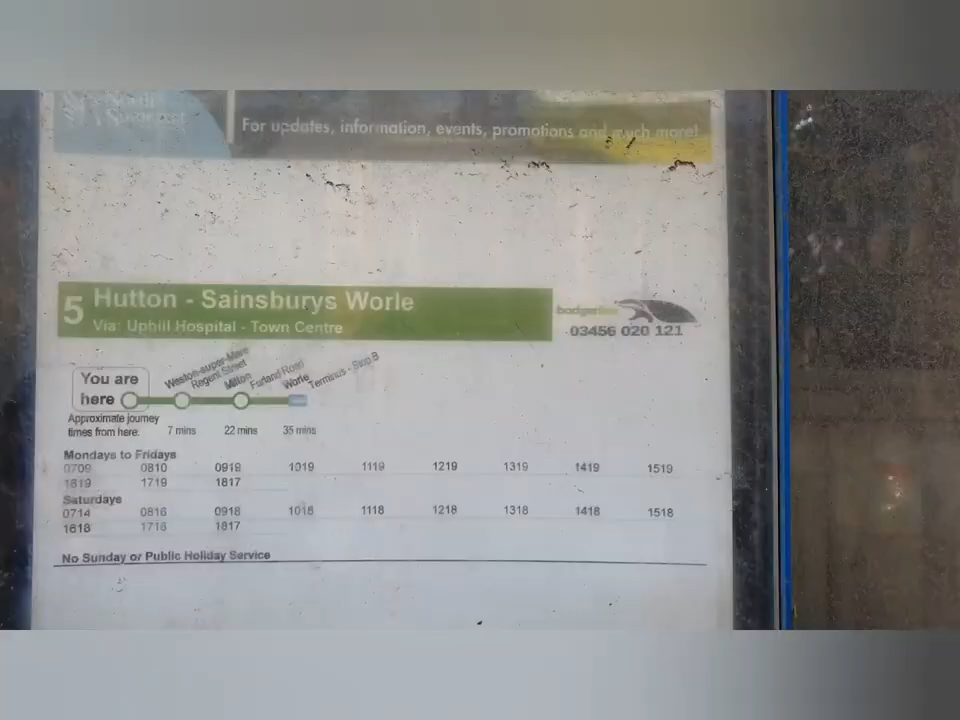 North
Somerset
For updates, information, events, promotions and much more!
5 Hutton - Sainsburys Worle
Via: Uphill Hospital - Town Centre
badgerline
03456 020 121
You are
here
Weston-super-Mare
Regent Street
Milton
Furland Road
Worle
Terminus - Stop B
Approximate journey
times from here: 7 mins 22 mins 35 mins
Mondays to Fridays
0709 0810 0919 1019 1119 1219 1319 1419 1519
1619 1719 1817
Saturdays
0714 0816 0918 1018 1118 1218 1318 1418 1518
1618 1718 1817
No Sunday or Public Holiday Service